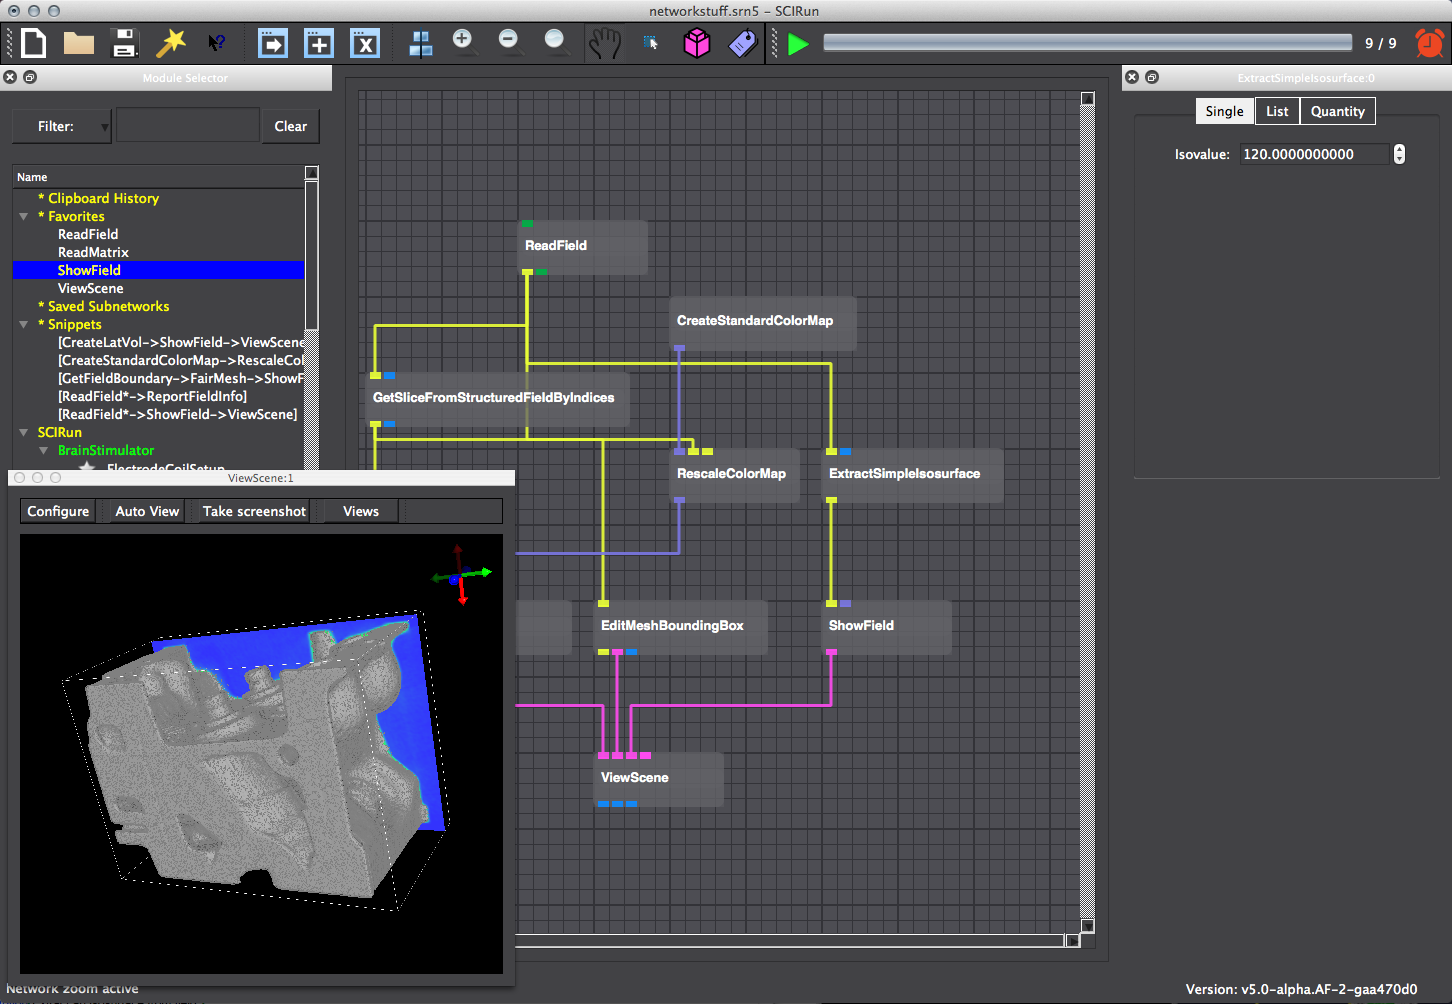 networkstuff.srn5 – SCIRun
9 / 9
Module Selector
ExtractSimpleIsosurface:0
Filter:
Clear
Single
List
Quantity
Isovalue:
120.0000000000
Name
* Clipboard History
* Favorites
ReadField
ReadMatrix
ShowField
ViewScene
* Saved Subnetworks
* Snippets
[CreateLatVol->ShowField->ViewScene
[CreateStandardColorMap->RescaleCol
[GetFieldBoundary->FairMesh->ShowF
[ReadField*->ReportFieldInfo]
[ReadField*->ShowField->ViewScene]
SCIRun
BrainStimulator
ElectrodeCoilSetup
ReadField
CreateStandardColorMap
GetSliceFromStructuredFieldByIndices
RescaleColorMap
ExtractSimpleIsosurface
EditMeshBoundingBox
ShowField
ViewScene
ViewScene:1
Configure
Auto View
Take screenshot
Views
Network zoom active
Version: v5.0-alpha.AF-2-gaa470d0